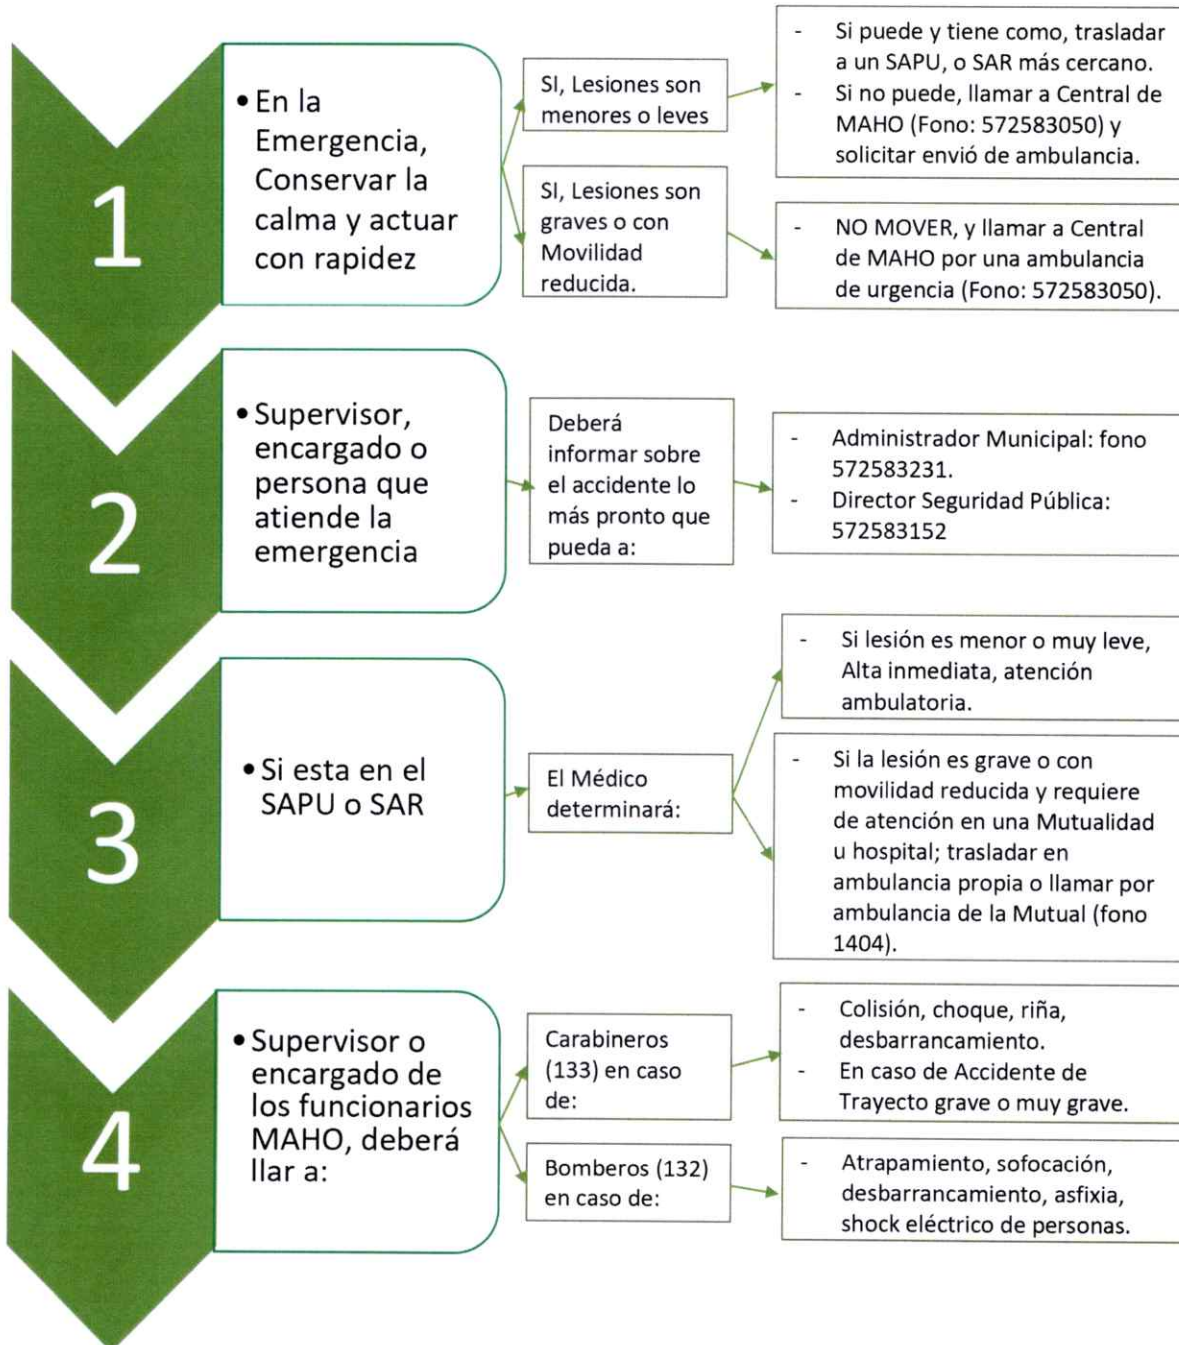 1
• En la
Emergencia,
Conservar la
calma y actuar
con rapidez
SI, Lesiones son
menores o leves
- Si puede y tiene como, trasladar
a un SAPU, o SAR más cercano.
- Si no puede, llamar a Central de
MAHO (Fono: 572583050) y
solicitar envió de ambulancia.
SI, Lesiones son
graves o con
Movilidad
reducida.
- NO MOVER, y llamar a Central
de MAHO por una ambulancia
de urgencia (Fono: 572583050).
2
• Supervisor,
encargado o
persona que
atiende la
emergencia
Deberá
informar sobre
el accidente lo
más pronto que
pueda a:
- Administrador Municipal: fono
572583231.
- Director Seguridad Pública:
572583152
3
• Si esta en el
SAPU o SAR
El Médico
determinará:
- Si lesión es menor o muy leve,
Alta inmediata, atención
ambulatoria.
- Si la lesión es grave o con
movilidad reducida y requiere
de atención en una Mutualidad
u hospital; trasladar en
ambulancia propia o llamar por
ambulancia de la Mutual (fono
1404).
4
• Supervisor o
encargado de
los funcionarios
MAHO, deberá
llar a:
Carabineros
(133) en caso
de:
- Colisión, choque, riña,
desbarrancamiento.
- En caso de Accidente de
Trayecto grave o muy grave.
Bomberos (132)
en caso de:
- Atrapamiento, sofocación,
desbarrancamiento, asfixia,
shock eléctrico de personas.